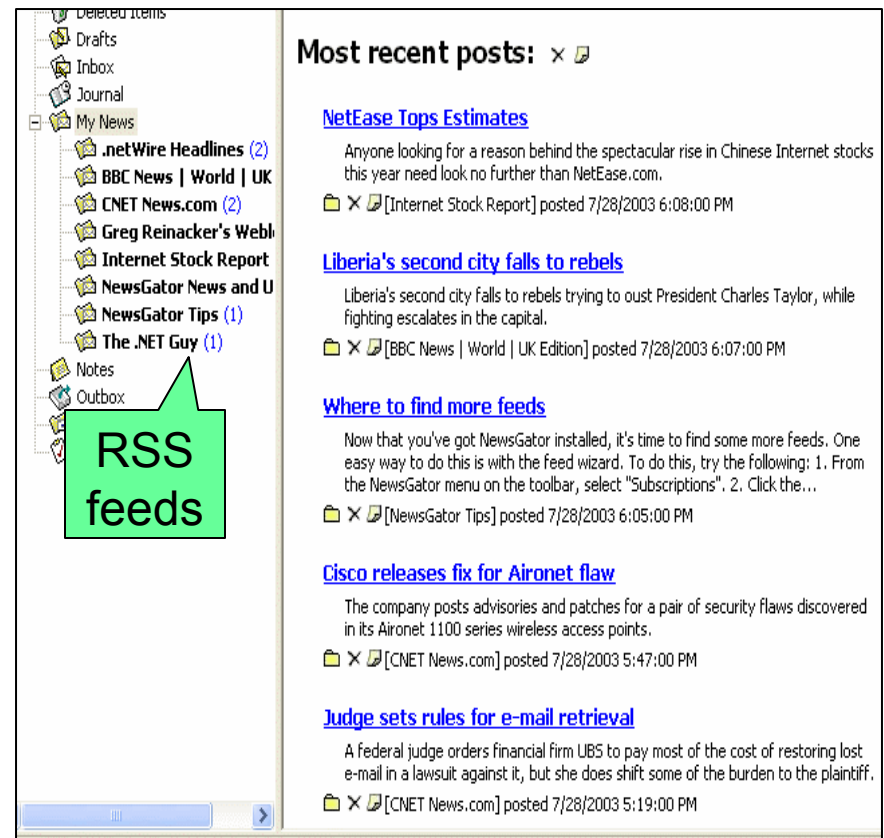 Deleted Items
Drafts
Inbox
Journal
My News
.netWire Headlines (2)
BBC News | World | UK
CNET News.com (2)
Greg Reinacker's Webl
Internet Stock Report
NewsGator News and U
NewsGator Tips (1)
The .NET Guy (1)
Notes
Outbox
RSS
feeds
Most recent posts:
NetEase Tops Estimates
Anyone looking for a reason behind the spectacular rise in Chinese Internet stocks
this year need look no further than NetEase.com.
[Internet Stock Report] posted 7/28/2003 6:08:00 PM
Liberia's second city falls to rebels
Liberia's second city falls to rebels trying to oust President Charles Taylor, while
fighting escalates in the capital.
[BBC News | World | UK Edition] posted 7/28/2003 6:07:00 PM
Where to find more feeds
Now that you've got NewsGator installed, it's time to find some more feeds. One
easy way to do this is with the feed wizard. To do this, try the following: 1. From
the NewsGator menu on the toolbar, select "Subscriptions". 2. Click the...
[NewsGator Tips] posted 7/28/2003 6:05:00 PM
Cisco releases fix for Aironet flaw
The company posts advisories and patches for a pair of security flaws discovered
in its Aironet 1100 series wireless access points.
[CNET News.com] posted 7/28/2003 5:47:00 PM
Judge sets rules for e-mail retrieval
A federal judge orders financial firm UBS to pay most of the cost of restoring lost
e-mail in a lawsuit against it, but she does shift some of the burden to the plaintiff.
[CNET News.com] posted 7/28/2003 5:19:00 PM